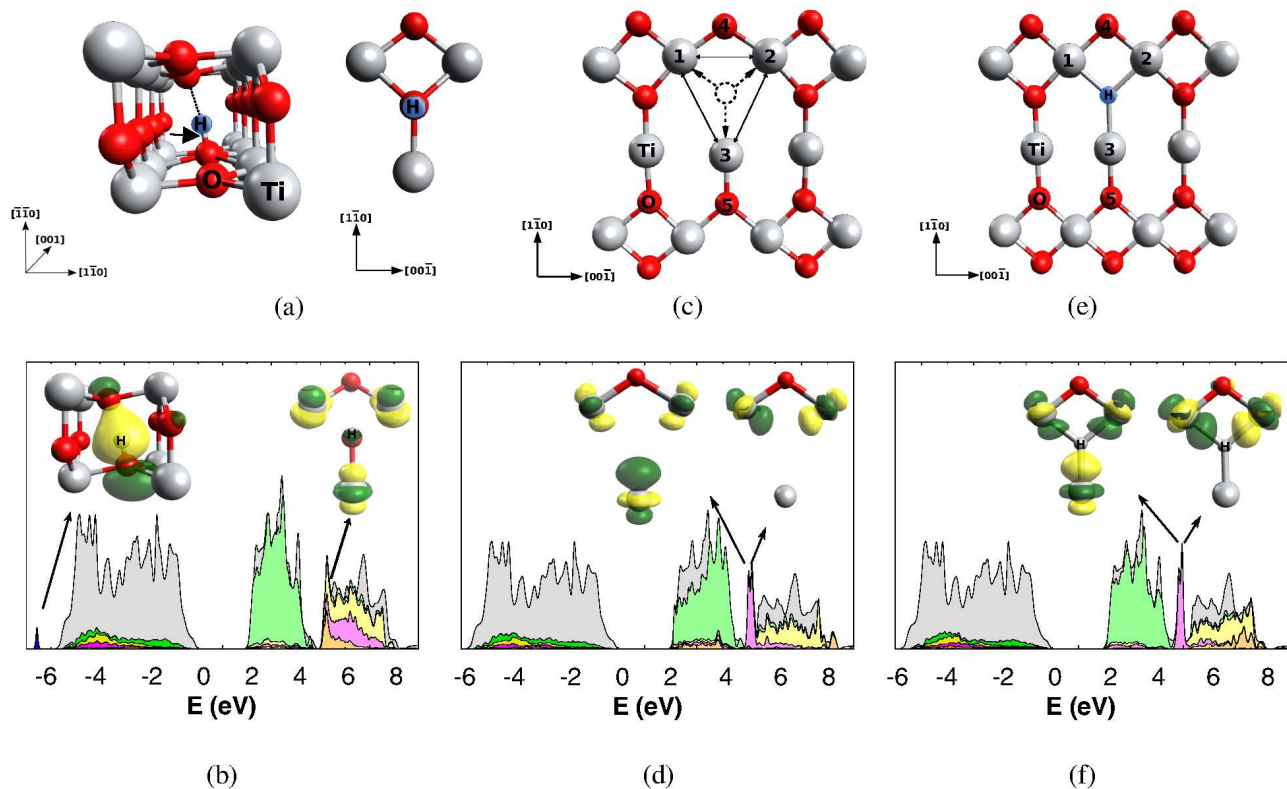 H
O
Ti
[1̅1̅0]
[001]
[11̅0]
H
[11̅0]
[001̅]
(a)
4
1 2
Ti 3
O 5
[11̅0]
[001̅]
(c)
4
1 2
H
Ti 3
O 5
[11̅0]
[001̅]
(e)
H
H
-6 -4 -2 0 2 4 6 8
E (eV)
(b)
-6 -4 -2 0 2 4 6 8
E (eV)
(d)
H
H
-6 -4 -2 0 2 4 6 8
E (eV)
(f)